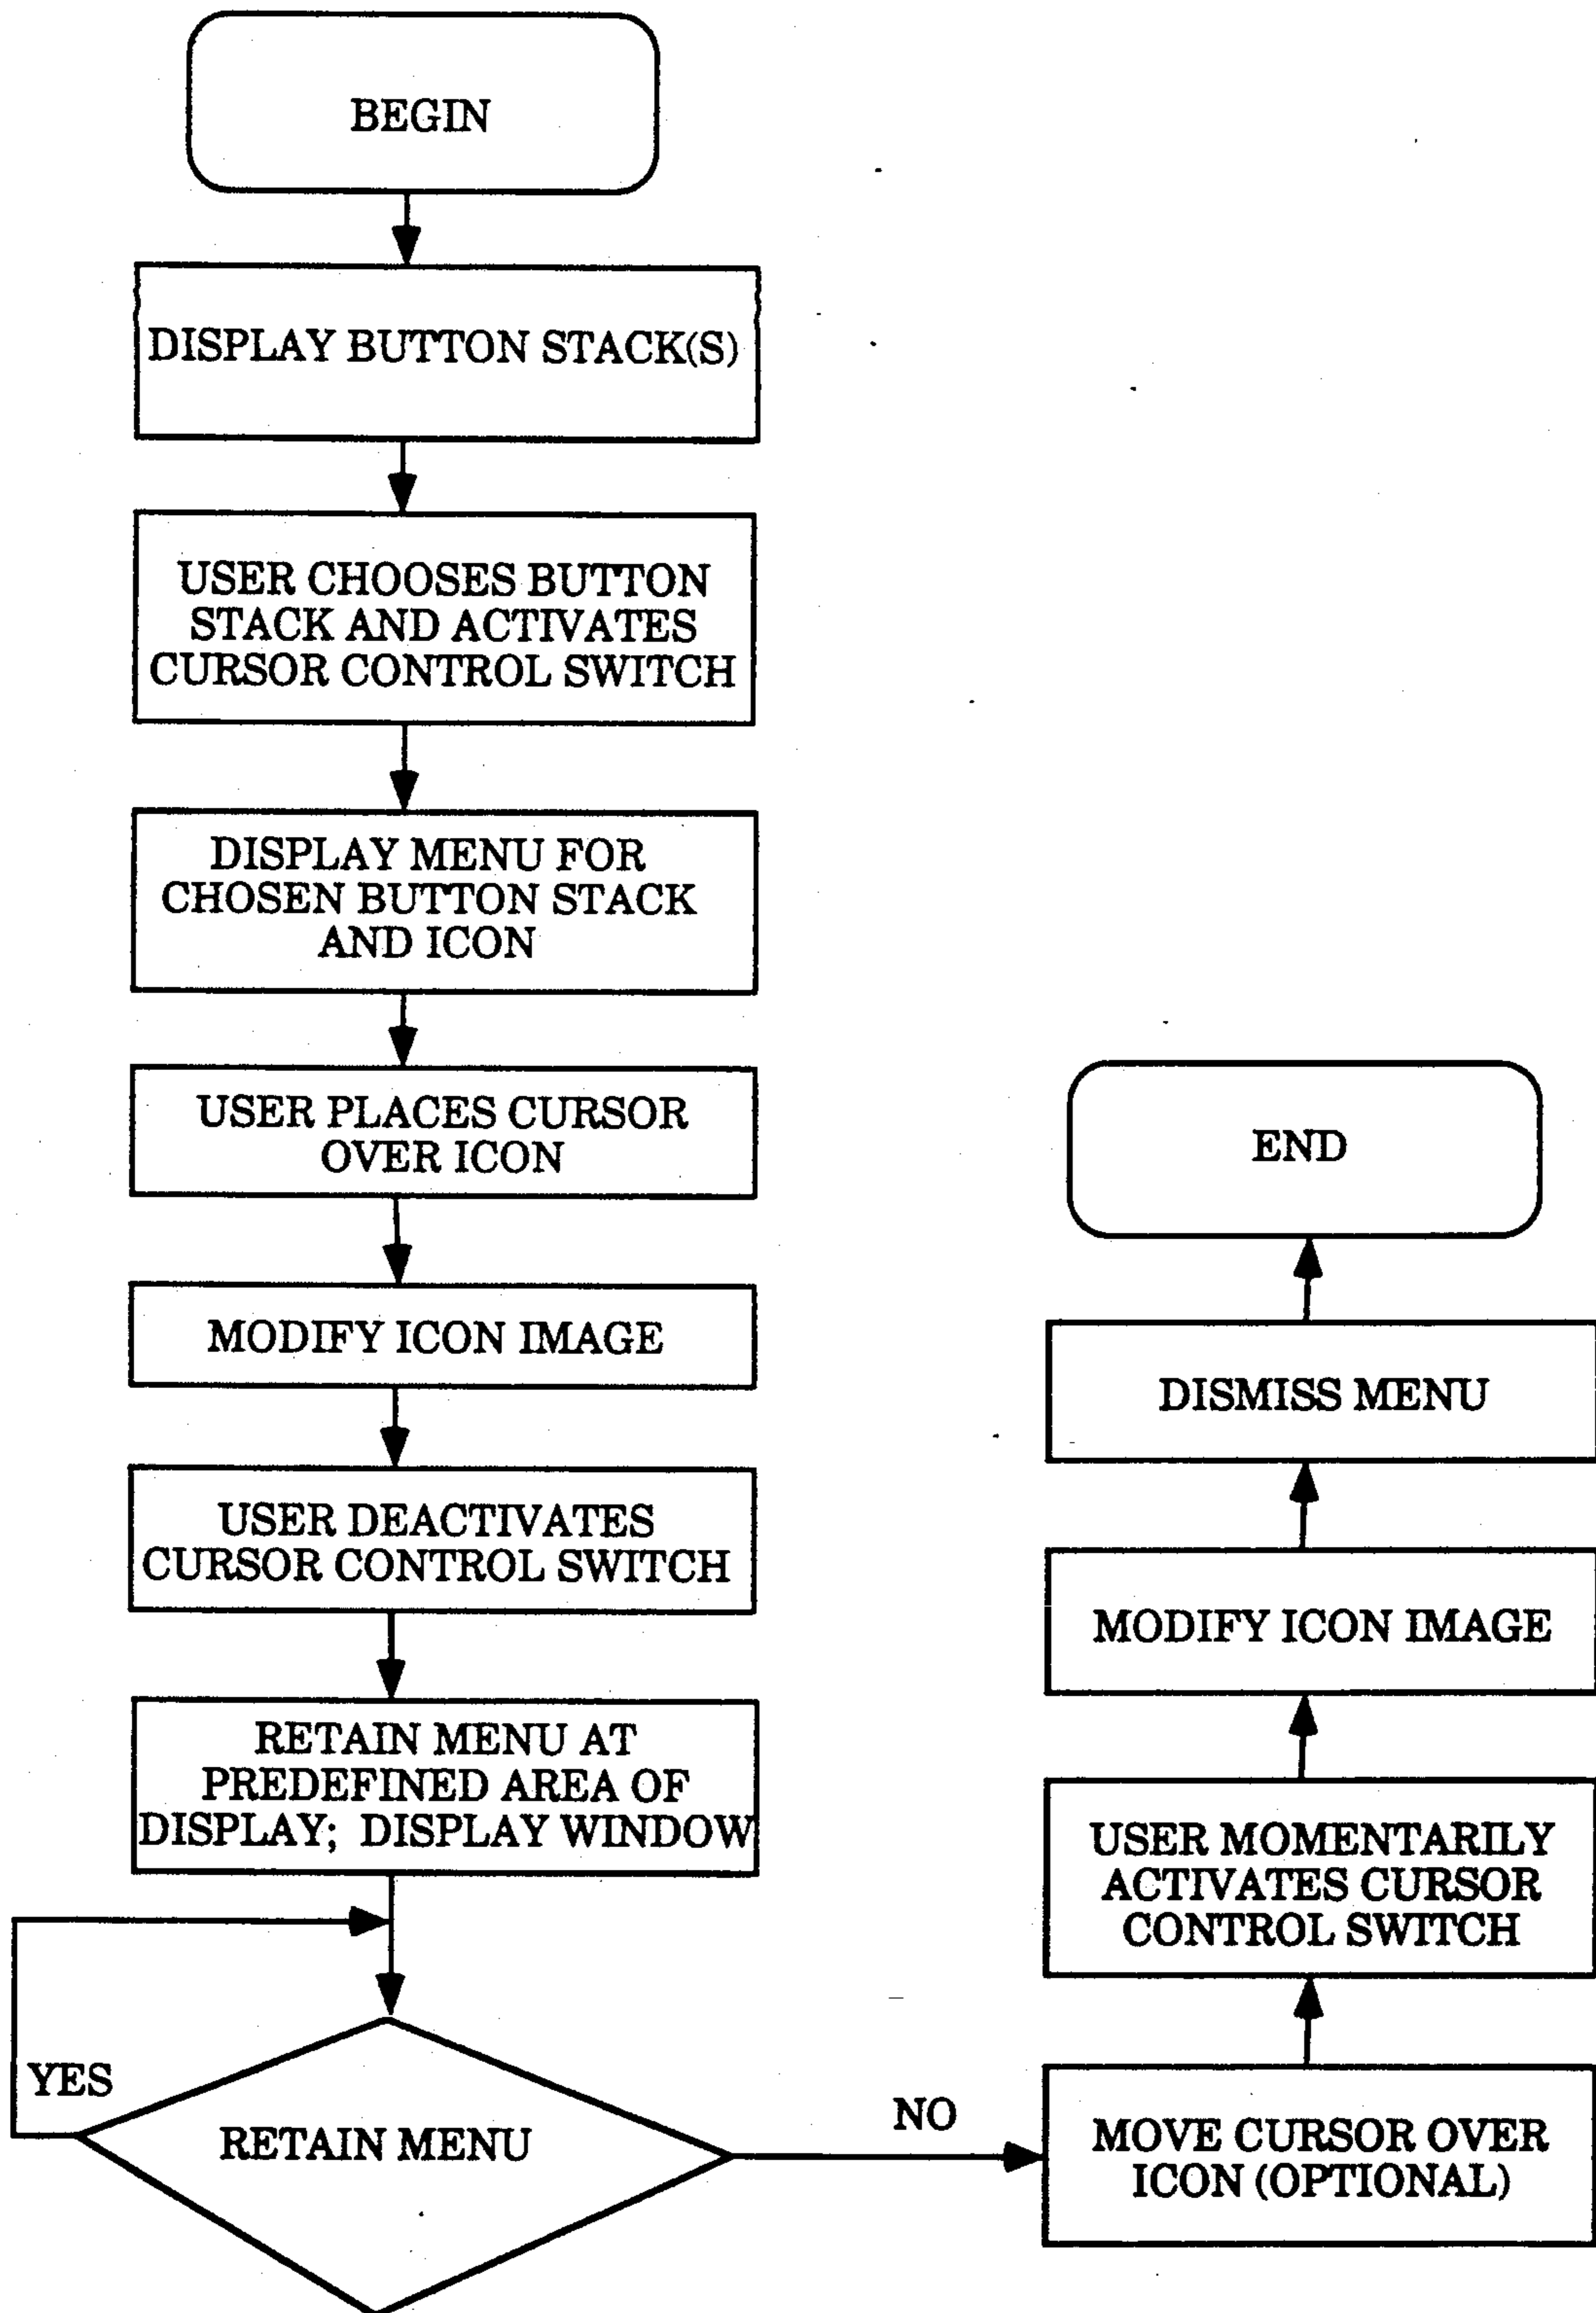 BEGIN
DISPLAY BUTTON STACK(S)
USER CHOOSES BUTTON
STACK AND ACTIVATES
CURSOR CONTROL SWITCH
DISPLAY MENU FOR
CHOSEN BUTTON STACK
AND ICON
USER PLACES CURSOR
OVER ICON
MODIFY ICON IMAGE
USER DEACTIVATES
CURSOR CONTROL SWITCH
RETAIN MENU AT
PREDEFINED AREA OF
DISPLAY; DISPLAY WINDOW
YES
RETAIN MENU
NO
MOVE CURSOR OVER
ICON (OPTIONAL)
USER MOMENTARILY
ACTIVATES CURSOR
CONTROL SWITCH
MODIFY ICON IMAGE
DISMISS MENU
END